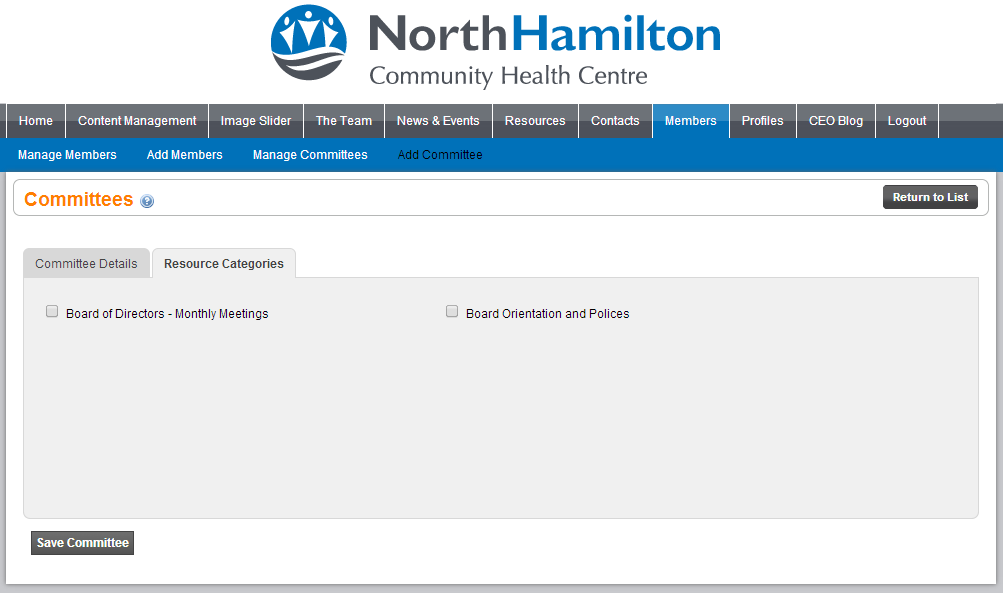 NorthHamilton
Community Health Centre
Home Content Management Image Slider The Team News & Events Resources Contacts Members Profiles CEO Blog Logout
Manage Members Add Members Manage Committees Add Committee
Committees ? Return to List
Committee Details Resource Categories
Board of Directors - Monthly Meetings Board Orientation and Polices
Save Committee